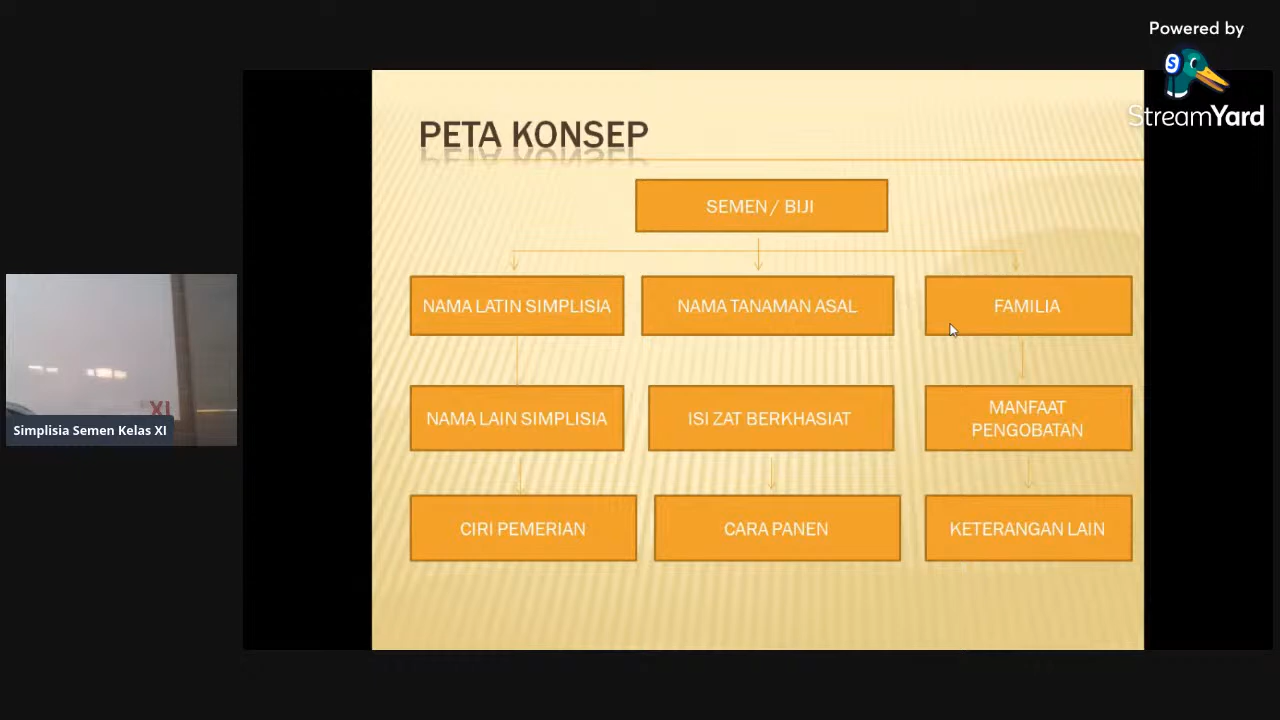 Powered by
S
StreamYard
PETA KONSEP
SEMEN / BIJI
NAMA LATIN SIMPLISIA
NAMA TANAMAN ASAL
FAMILIA
NAMA LAIN SIMPLISIA
ISI ZAT BERKHASIAT
MANFAAT
PENGOBATAN
CIRI PEMERIAN
CARA PANEN
KETERANGAN LAIN
XI
Simplisia Semen Kelas XI